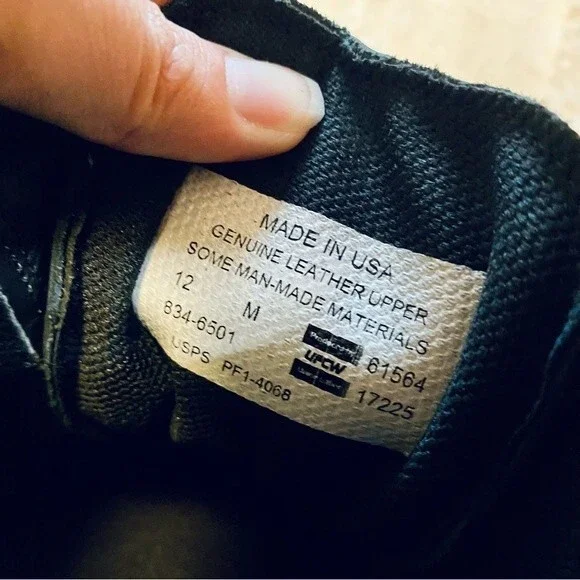 MADE IN USA
GENUINE LEATHER UPPER
SOME MAN-MADE MATERIALS
12 M
834-6501 61564
UFCW
USPS PF1-4068 17225